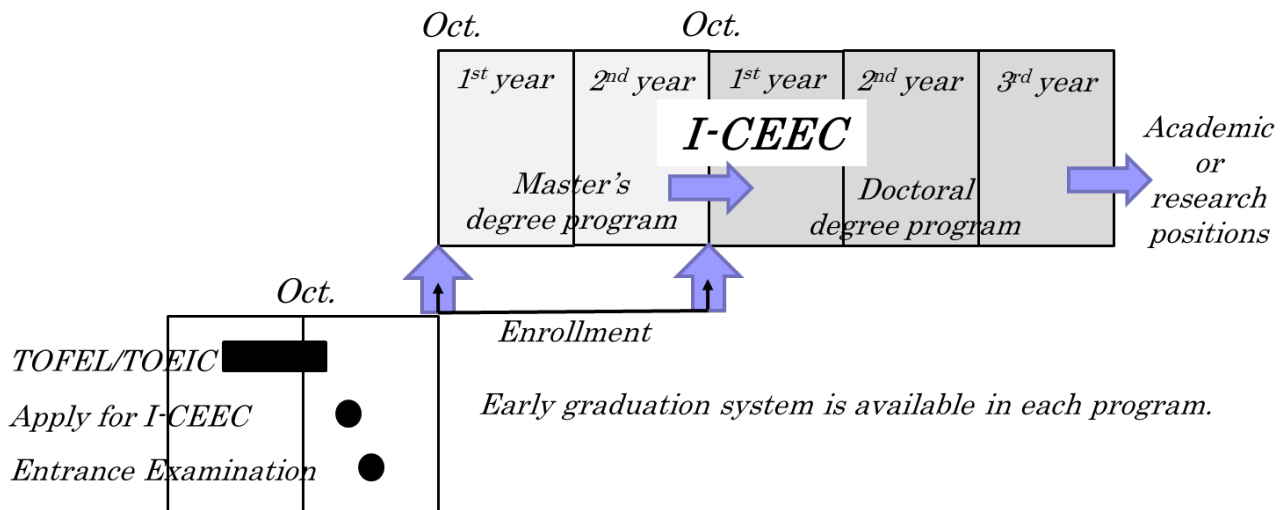 Oct.
Oct.
1st year
2nd year
1st year
2nd year
3rd year
I-CEEC
Master's
degree program
Doctoral
degree program
Academic
or
research
positions
Oct.
Enrollment
TOFEL/TOEIC
Apply for I-CEEC
Entrance Examination
Early graduation system is available in each program.